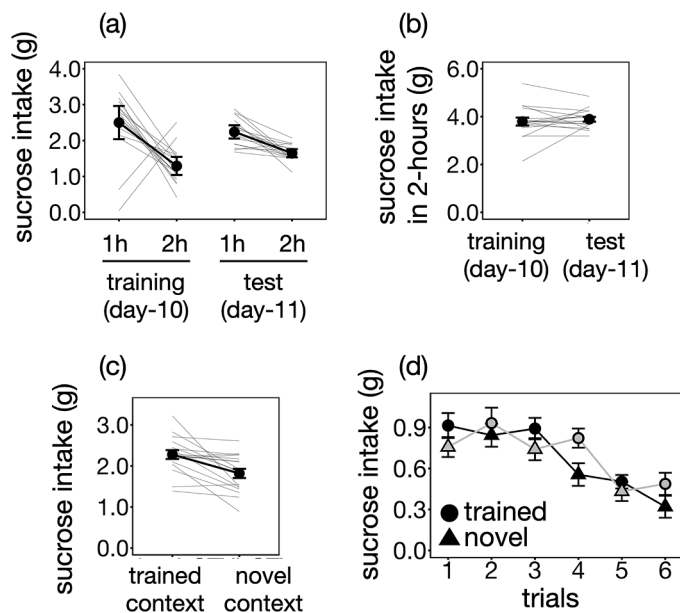 (a)
sucrose intake (g)
4.0
3.0
2.0
1.0
0.0
1h 2h 1h 2h
training test
(day-10) (day-11)
(b)
sucrose intake
in 2-hours (g)
6.0
4.0
2.0
0.0
training test
(day-10) (day-11)
(c)
sucrose intake (g)
3.0
2.0
1.0
0.0
trained novel
context context
(d)
sucrose intake (g)
0.9
0.6
0.3
0.0
trained
novel
1 2 3 4 5 6
trials